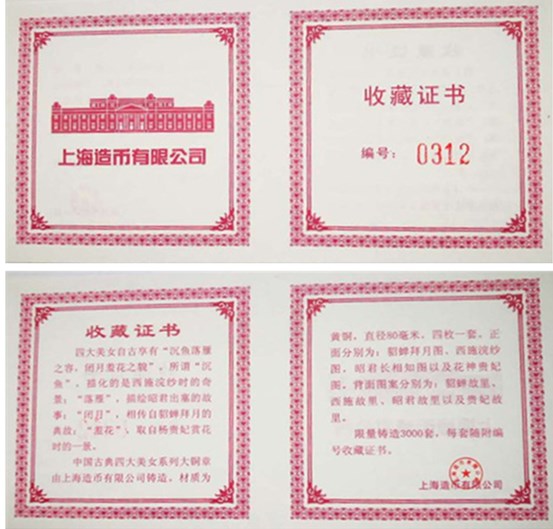 上海造币有限公司
收藏证书
编号：0312
收藏证书
四大美女自古享有“沉鱼落雁
之容，闭月羞花之貌”，所谓“沉
鱼”，描化的是西施浣纱时的奇
景；“落雁”，描绘昭君出塞的故
事；“闭月”，相传自貂蝉拜月的
典故；“羞花”，取自杨贵妃赏花
时的一景。
中国古典四大美女系列大铜章
由上海造币有限公司铸造，材质为
黄铜，直径80毫米，四枚一套，正
面分别为：貂蝉拜月图、西施浣纱
图，昭君长相如图以及花神贵妃
图，背面图案分别为：貂蝉故里、
西施故里、昭君故里以及贵妃故
里。
限量铸造3000套，每套随附编
号收藏证书。
上海造币有限公司